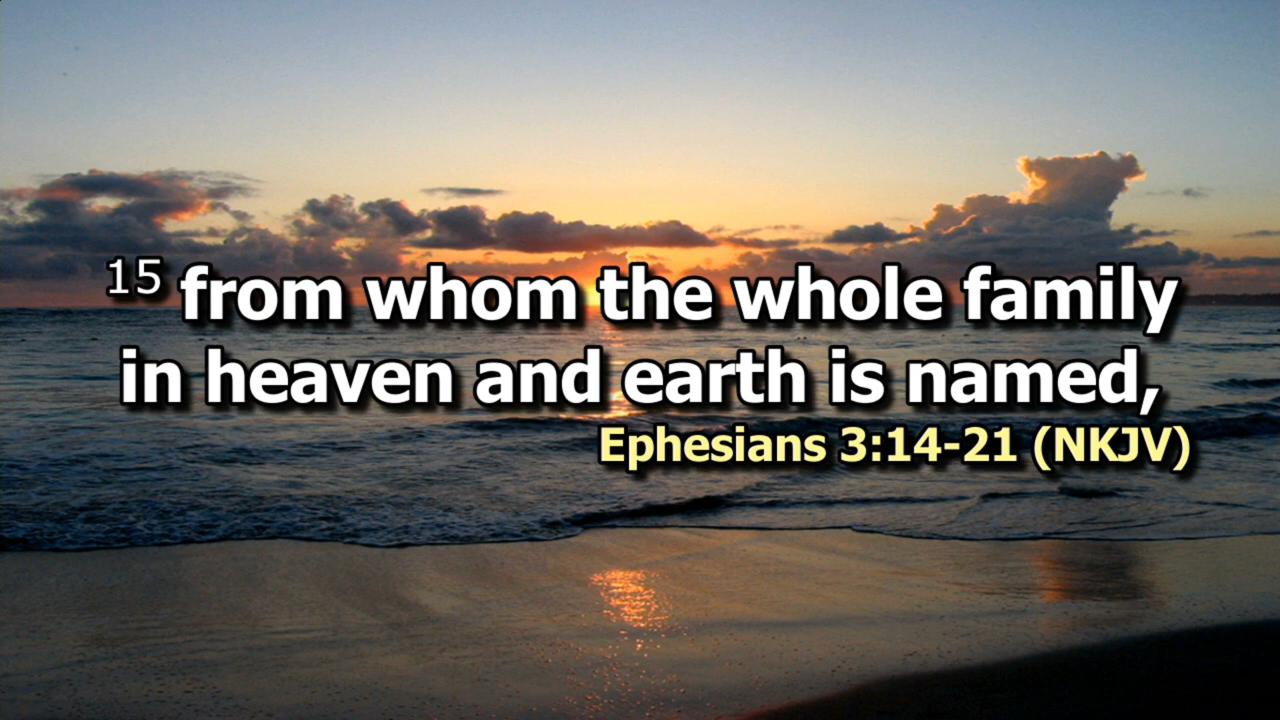 15 from whom the whole family
in heaven and earth is named,
Ephesians 3:14-21 (NKJV)